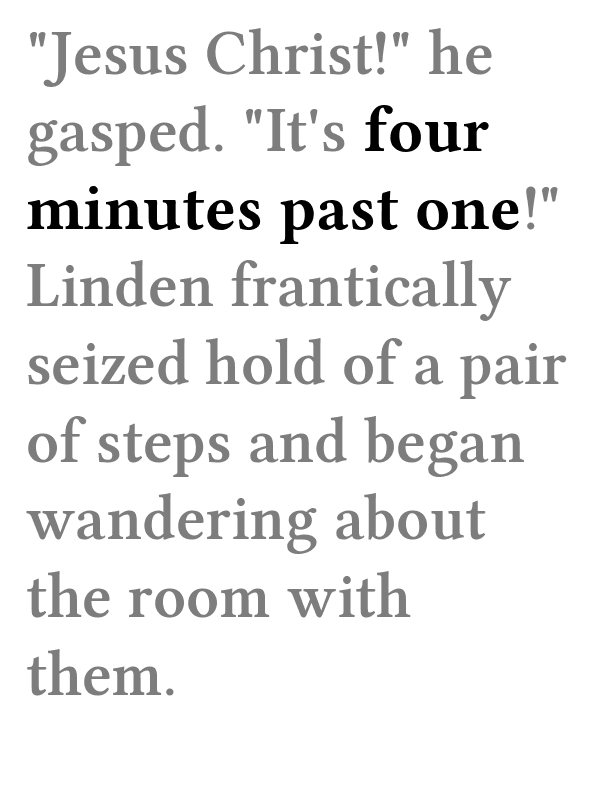 "Jesus Christ!" he
gasped. "It's four
minutes past one!"
Linden frantically
seized hold of a pair
of steps and began
wandering about
the room with
them.